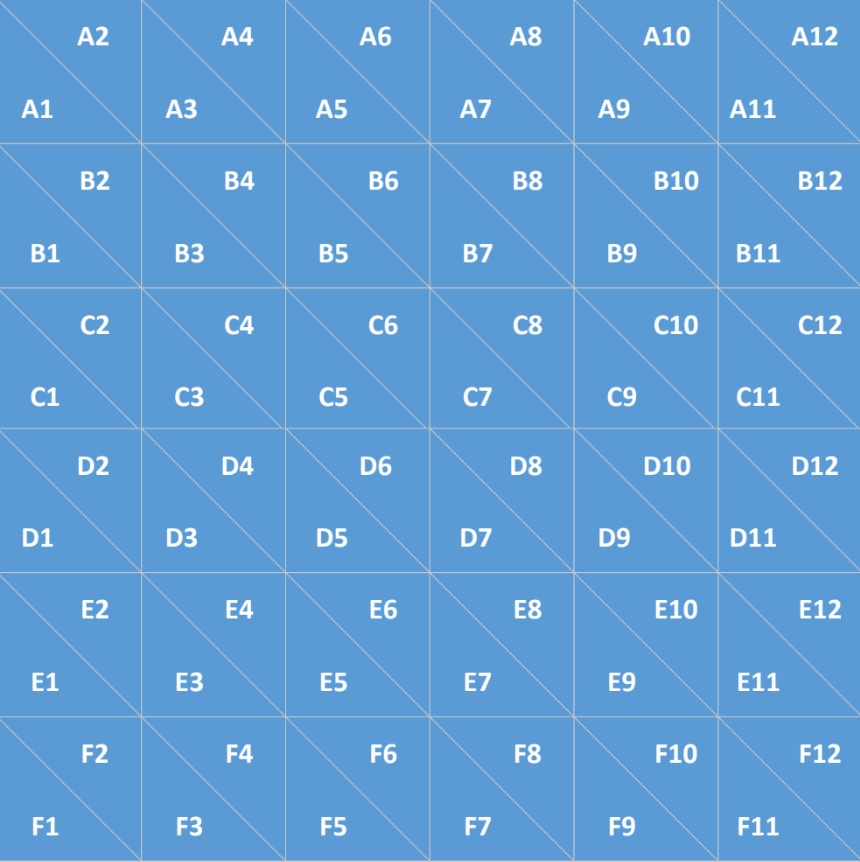 A2 A4 A6 A8 A10 A12
A1 A3 A5 A7 A9 A11
B2 B4 B6 B8 B10 B12
B1 B3 B5 B7 B9 B11
C2 C4 C6 C8 C10 C12
C1 C3 C5 C7 C9 C11
D2 D4 D6 D8 D10 D12
D1 D3 D5 D7 D9 D11
E2 E4 E6 E8 E10 E12
E1 E3 E5 E7 E9 E11
F2 F4 F6 F8 F10 F12
F1 F3 F5 F7 F9 F11